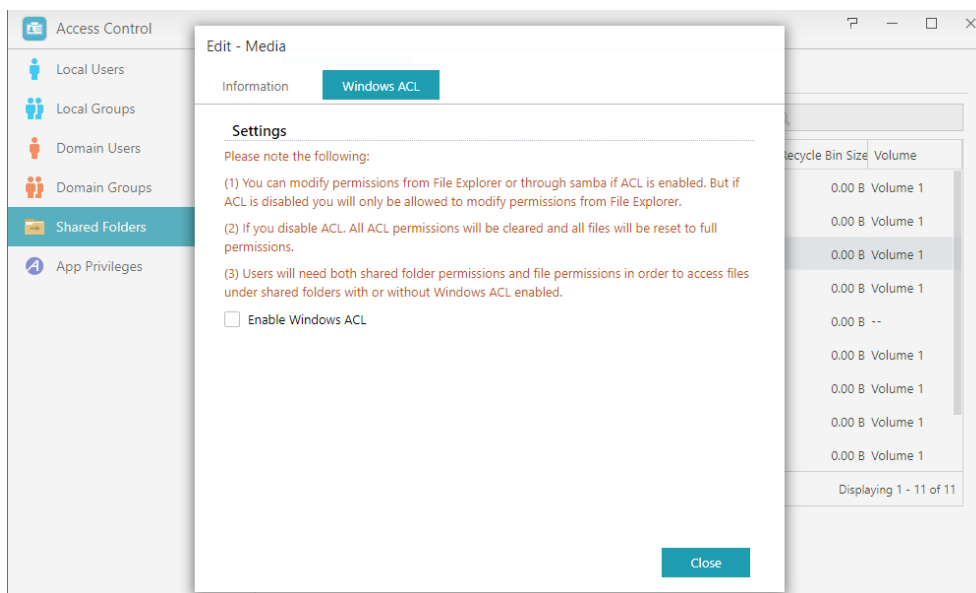 Access Control
Local Users
Local Groups
Domain Users
Domain Groups
Shared Folders
App Privileges
Edit - Media
Information
Windows ACL
Settings
Please note the following:
(1) You can modify permissions from File Explorer or through samba if ACL is enabled. But if
ACL is disabled you will only be allowed to modify permissions from File Explorer.
(2) If you disable ACL. All ACL permissions will be cleared and all files will be reset to full
permissions.
(3) Users will need both shared folder permissions and file permissions in order to access files
under shared folders with or without Windows ACL enabled.
Enable Windows ACL
Close
Recycle Bin Size Volume
0.00 B Volume 1
0.00 B Volume 1
0.00 B Volume 1
0.00 B Volume 1
0.00 B --
0.00 B Volume 1
0.00 B Volume 1
0.00 B Volume 1
0.00 B Volume 1
Displaying 1 - 11 of 11